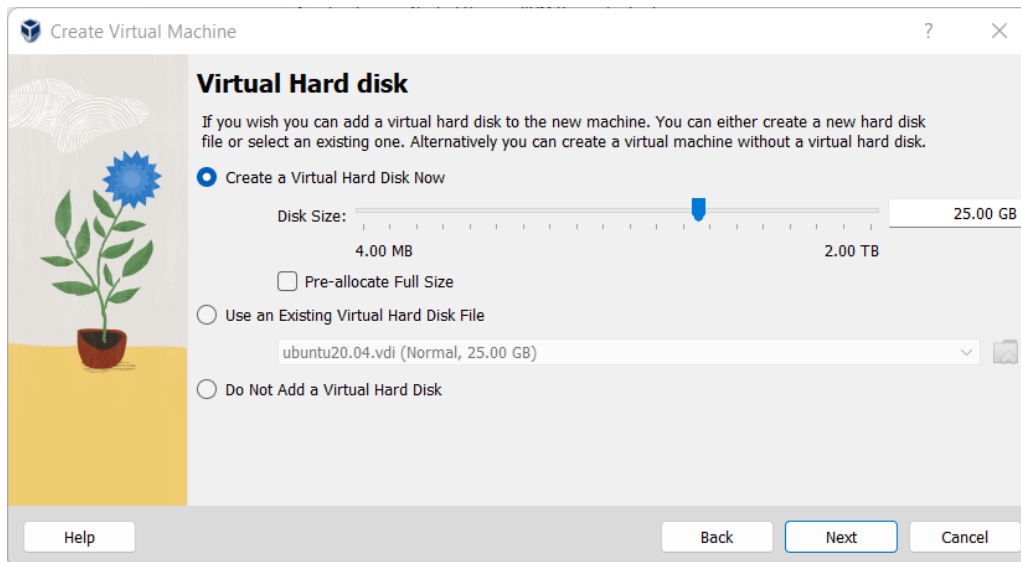 Create Virtual Machine
?
Virtual Hard disk
If you wish you can add a virtual hard disk to the new machine. You can either create a new hard disk
file or select an existing one. Alternatively you can create a virtual machine without a virtual hard disk.
Create a Virtual Hard Disk Now
Disk Size:
25.00 GB
4.00 MB
2.00 TB
Pre-allocate Full Size
Use an Existing Virtual Hard Disk File
ubuntu20.04.vdi (Normal, 25.00 GB)
Do Not Add a Virtual Hard Disk
Help
Back
Next
Cancel